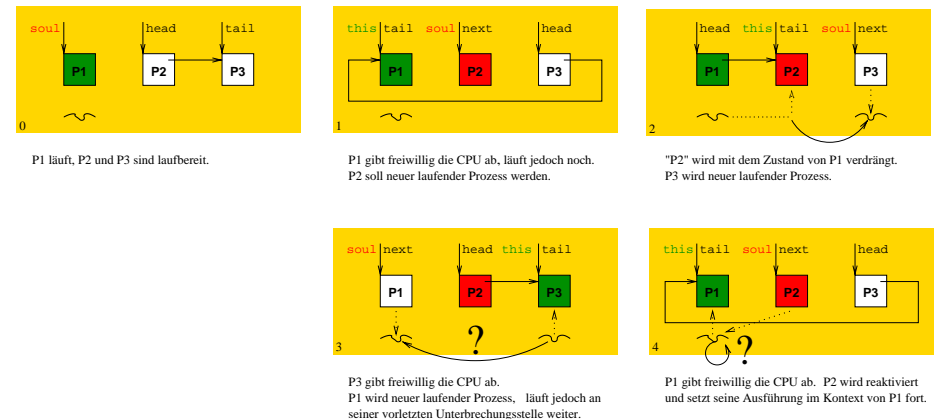 soul head tail
P1 P2 P3
0
P1 läuft, P2 und P3 sind laufbereit.
this tail soul next head
P1 P2 P3
1
P1 gibt freiwillig die CPU ab, läuft jedoch noch.
P2 soll neuer laufender Prozess werden.
head this tail soul next
P1 P2 P3
2
"P2" wird mit dem Zustand von P1 verdrängt.
P3 wird neuer laufender Prozess.
soul next head this tail
P1 P2 P3
3 ?
P3 gibt freiwillig die CPU ab.
P1 wird neuer laufender Prozess, läuft jedoch an
seiner vorletzten Unterbrechungsstelle weiter.
this tail soul next head
P1 P2 P3
4 ?
P1 gibt freiwillig die CPU ab. P2 wird reaktiviert
und setzt seine Ausführung im Kontext von P1 fort.